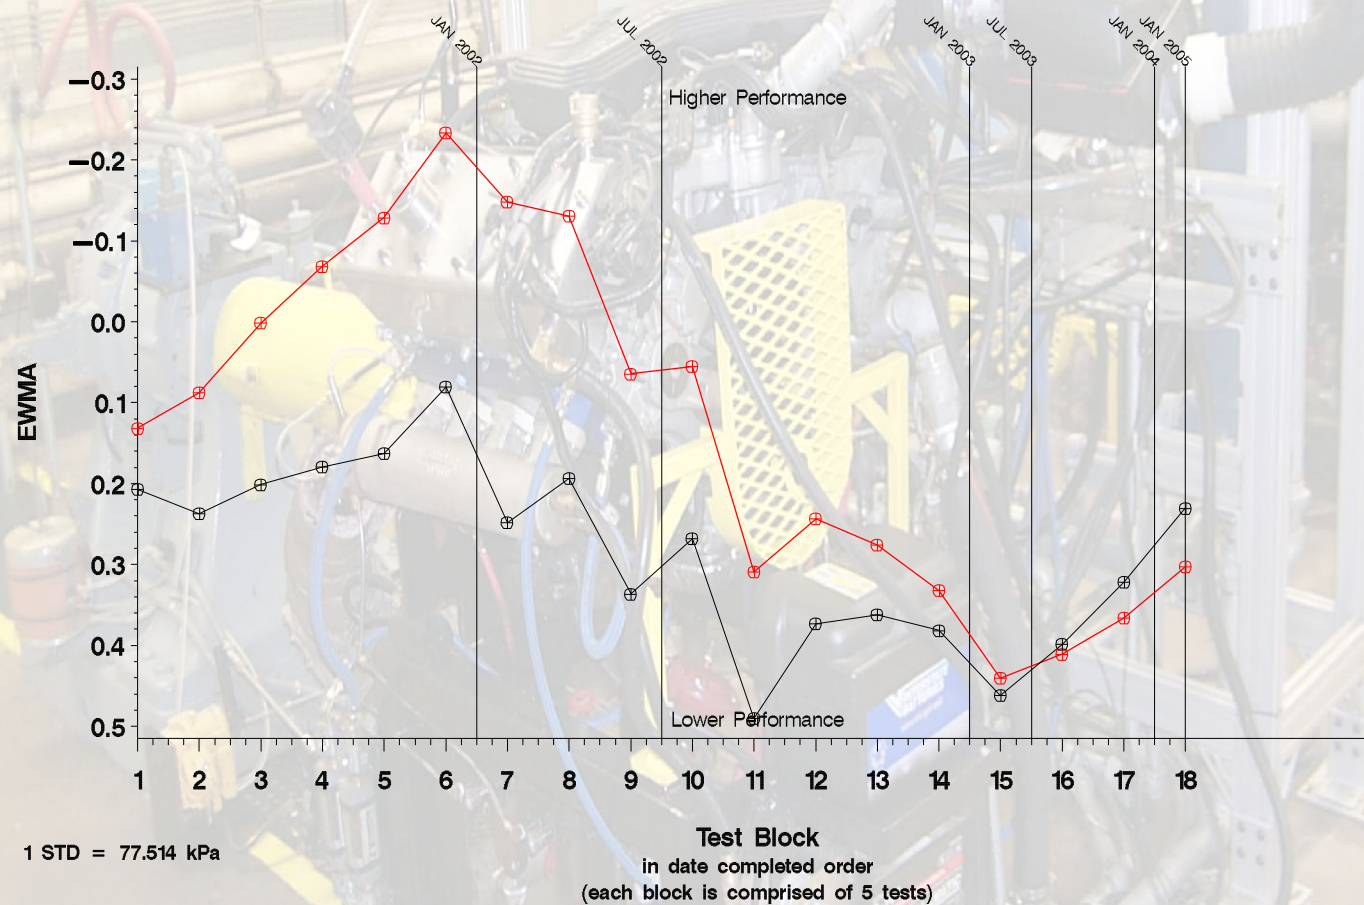 JAN 2002
JUL 2002
JAN 2003
JUL 2003
JAN 2004
JAN 2005
−0.3
−0.2
−0.1
0.0
0.1
0.2
0.3
0.4
0.5
EWMA
Higher Performance
Lower Performance
1 2 3 4 5 6 7 8 9 10 11 12 13 14 15 16 17 18
Test Block
in date completed order
(each block is comprised of 5 tests)
1 STD = 77.514 kPa